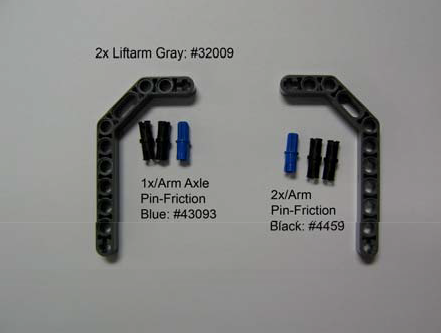 2x Liftarm Gray: #32009
1x/Arm Axle
Pin-Friction
Blue: #43093
2x/Arm
Pin-Friction
Black: #4459